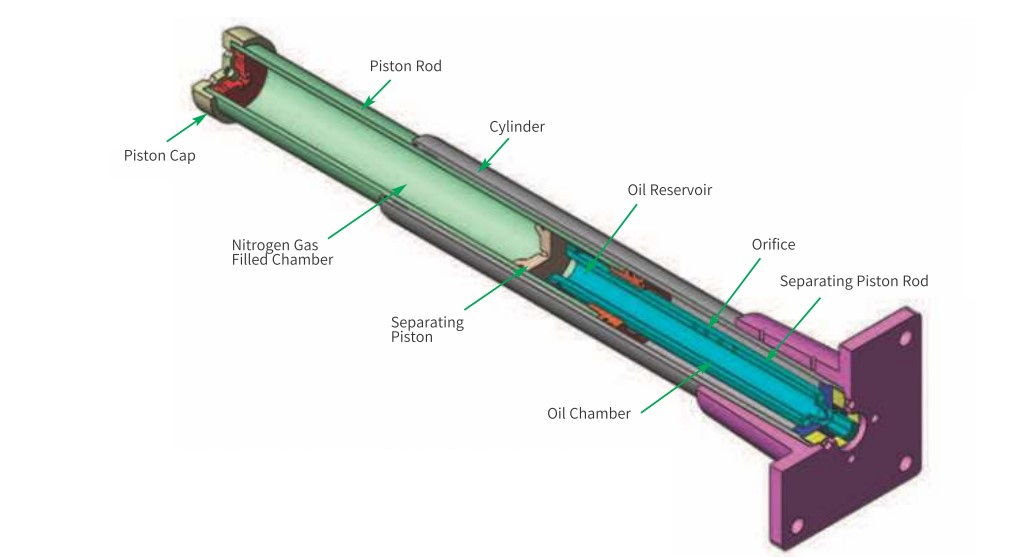 Piston Rod
Cylinder
Piston Cap
Oil Reservoir
Nitrogen Gas
Filled Chamber
Orifice
Separating Piston Rod
Separating
Piston
Oil Chamber